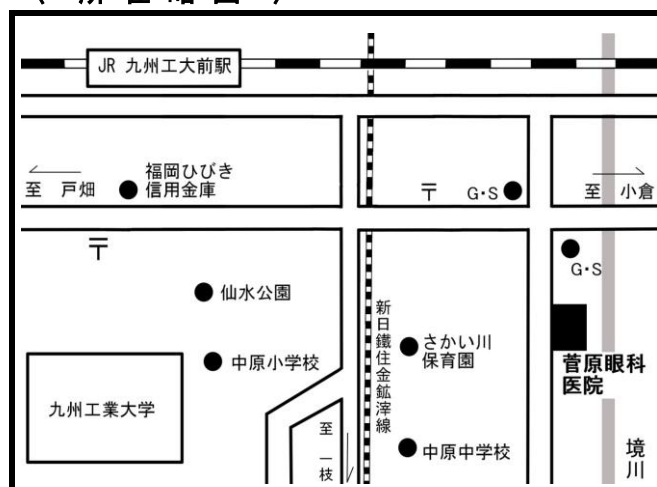 JR 九州工大前駅
福岡ひびき
信用金庫
至 戸畑
〒
G・S
至 小倉
〒
G・S
仙水公園
さかい川
保育園
中原小学校
菅原眼科
医院
九州工業大学
新日鐵住金鉱滓線
至 一枝
中原中学校
境川